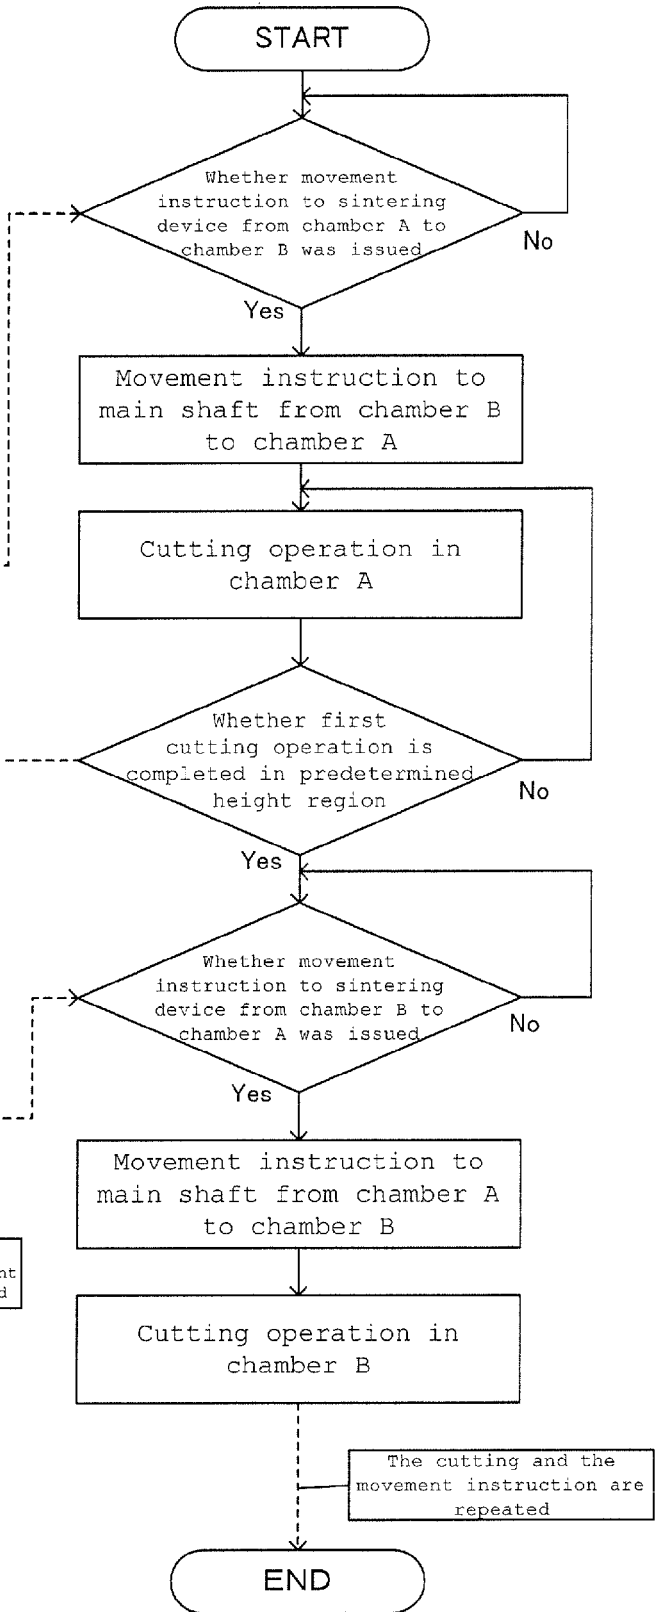 START
Whether movement
instruction to sintering
device from chamber A to
chamber B was issued
No
Yes
Movement instruction to
main shaft from chamber B
to chamber A
Cutting operation in
chamber A
Whether first
cutting operation is
completed in predetermined
height region
No
Yes
Whether movement
instruction to sintering
device from chamber B to
chamber A was issued
No
Yes
Movement instruction to
main shaft from chamber A
to chamber B
nt
d
Cutting operation in
chamber B
The cutting and the
movement instruction are
repeated
END